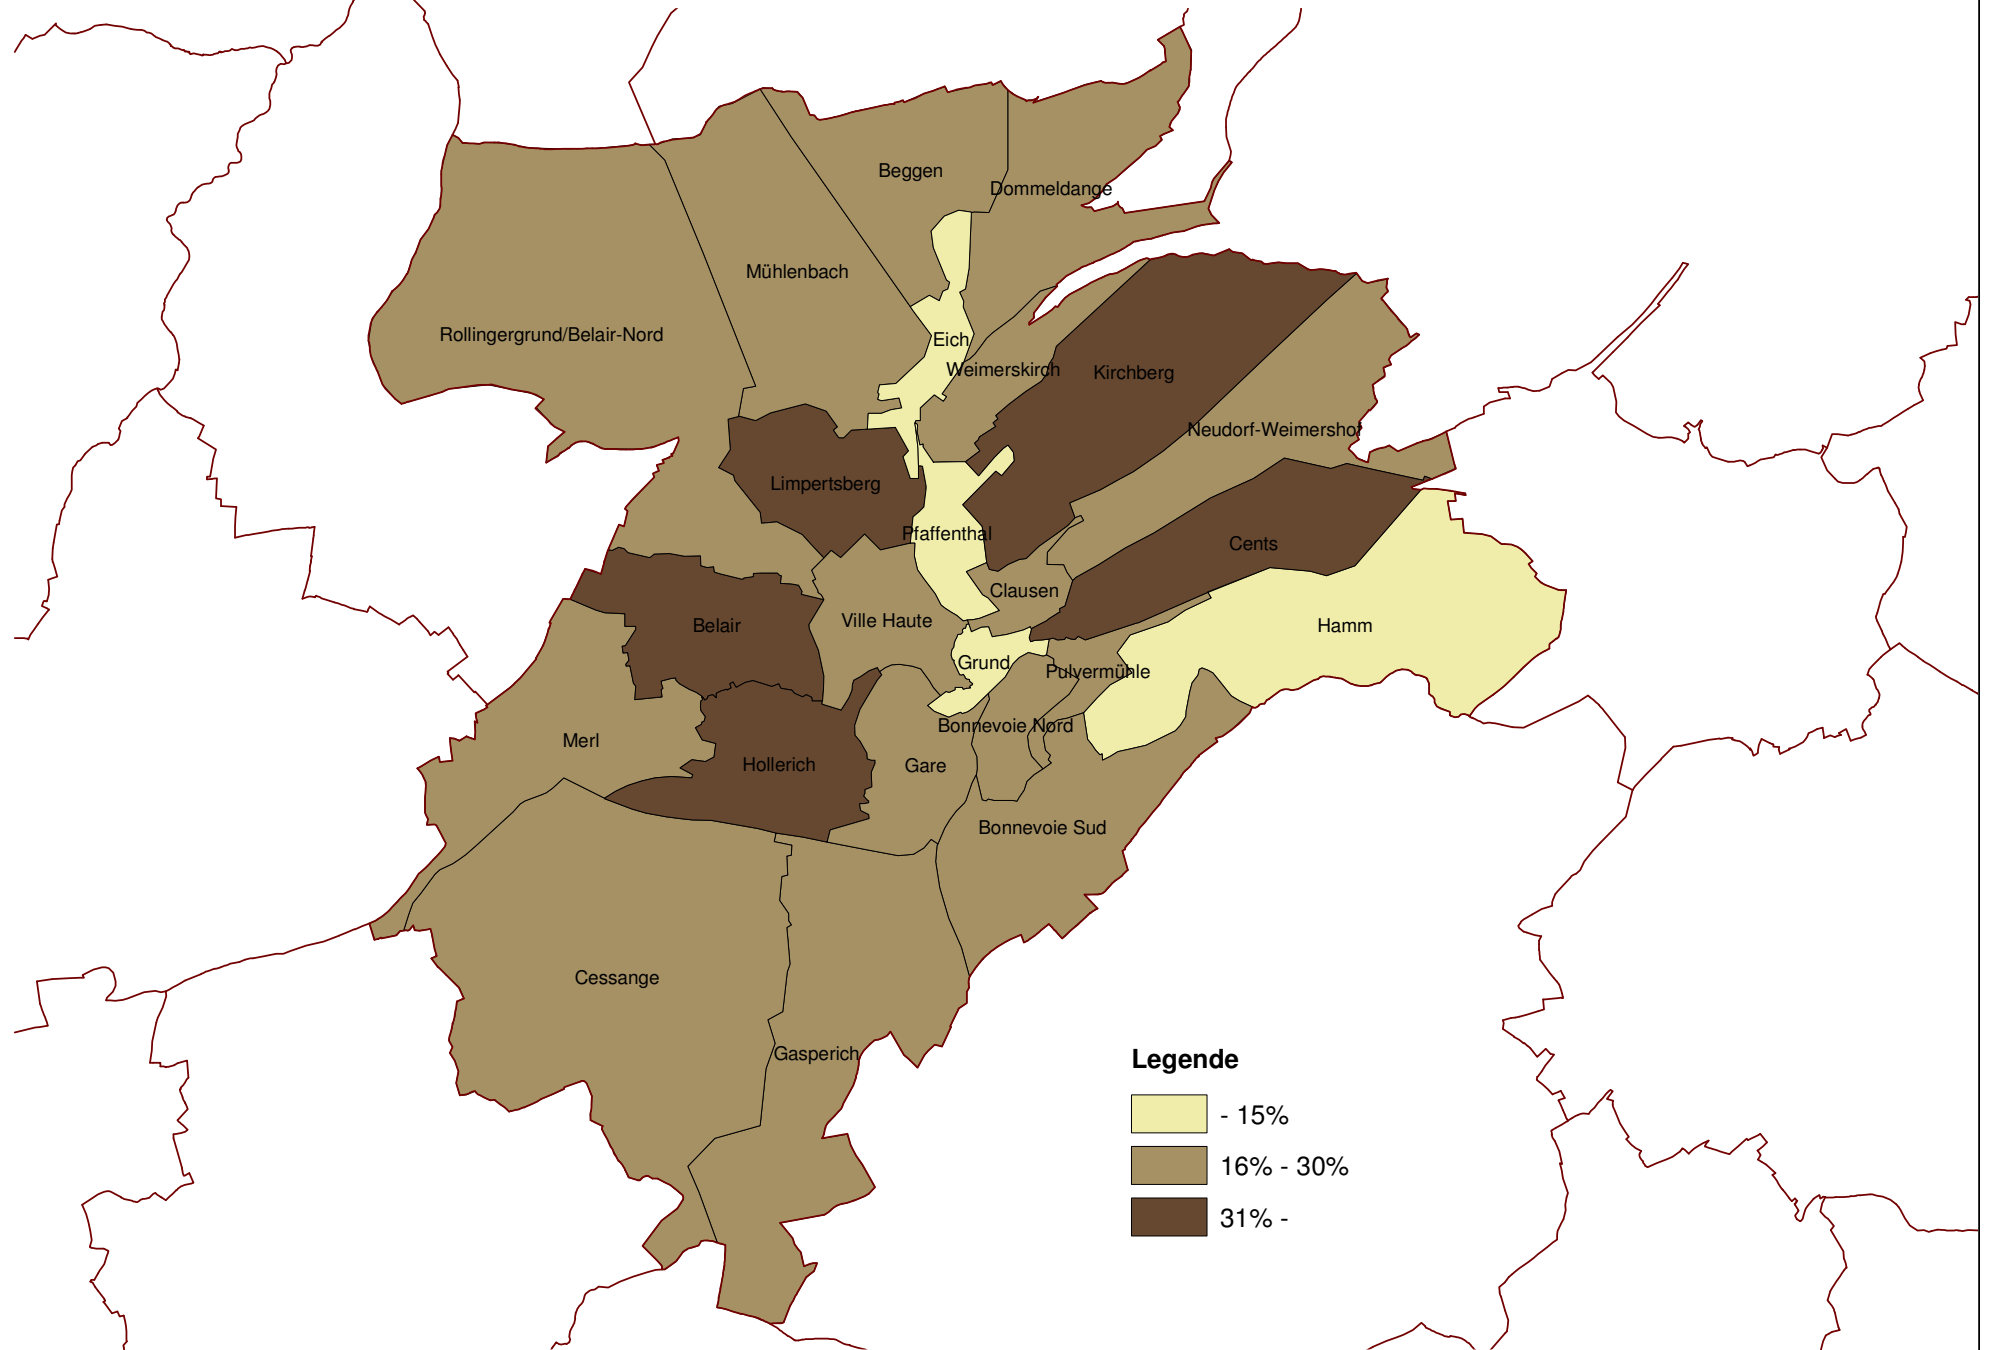 Beggen
Dommeldange
Mühlenbach
Rollingergrund/Belair-Nord
Eich
Weimerskirch
Kirchberg
Neudorf-Weimershof
Limpertsberg
Pfaffenthal
Cents
Clausen
Ville Haute
Belair
Hamm
Grund
Pulvermühle
Bonnevoie Nord
Merl
Hollerich
Gare
Bonnevoie Sud
Cessange
Gasperich
Legende
- 15%
16% - 30%
31% -